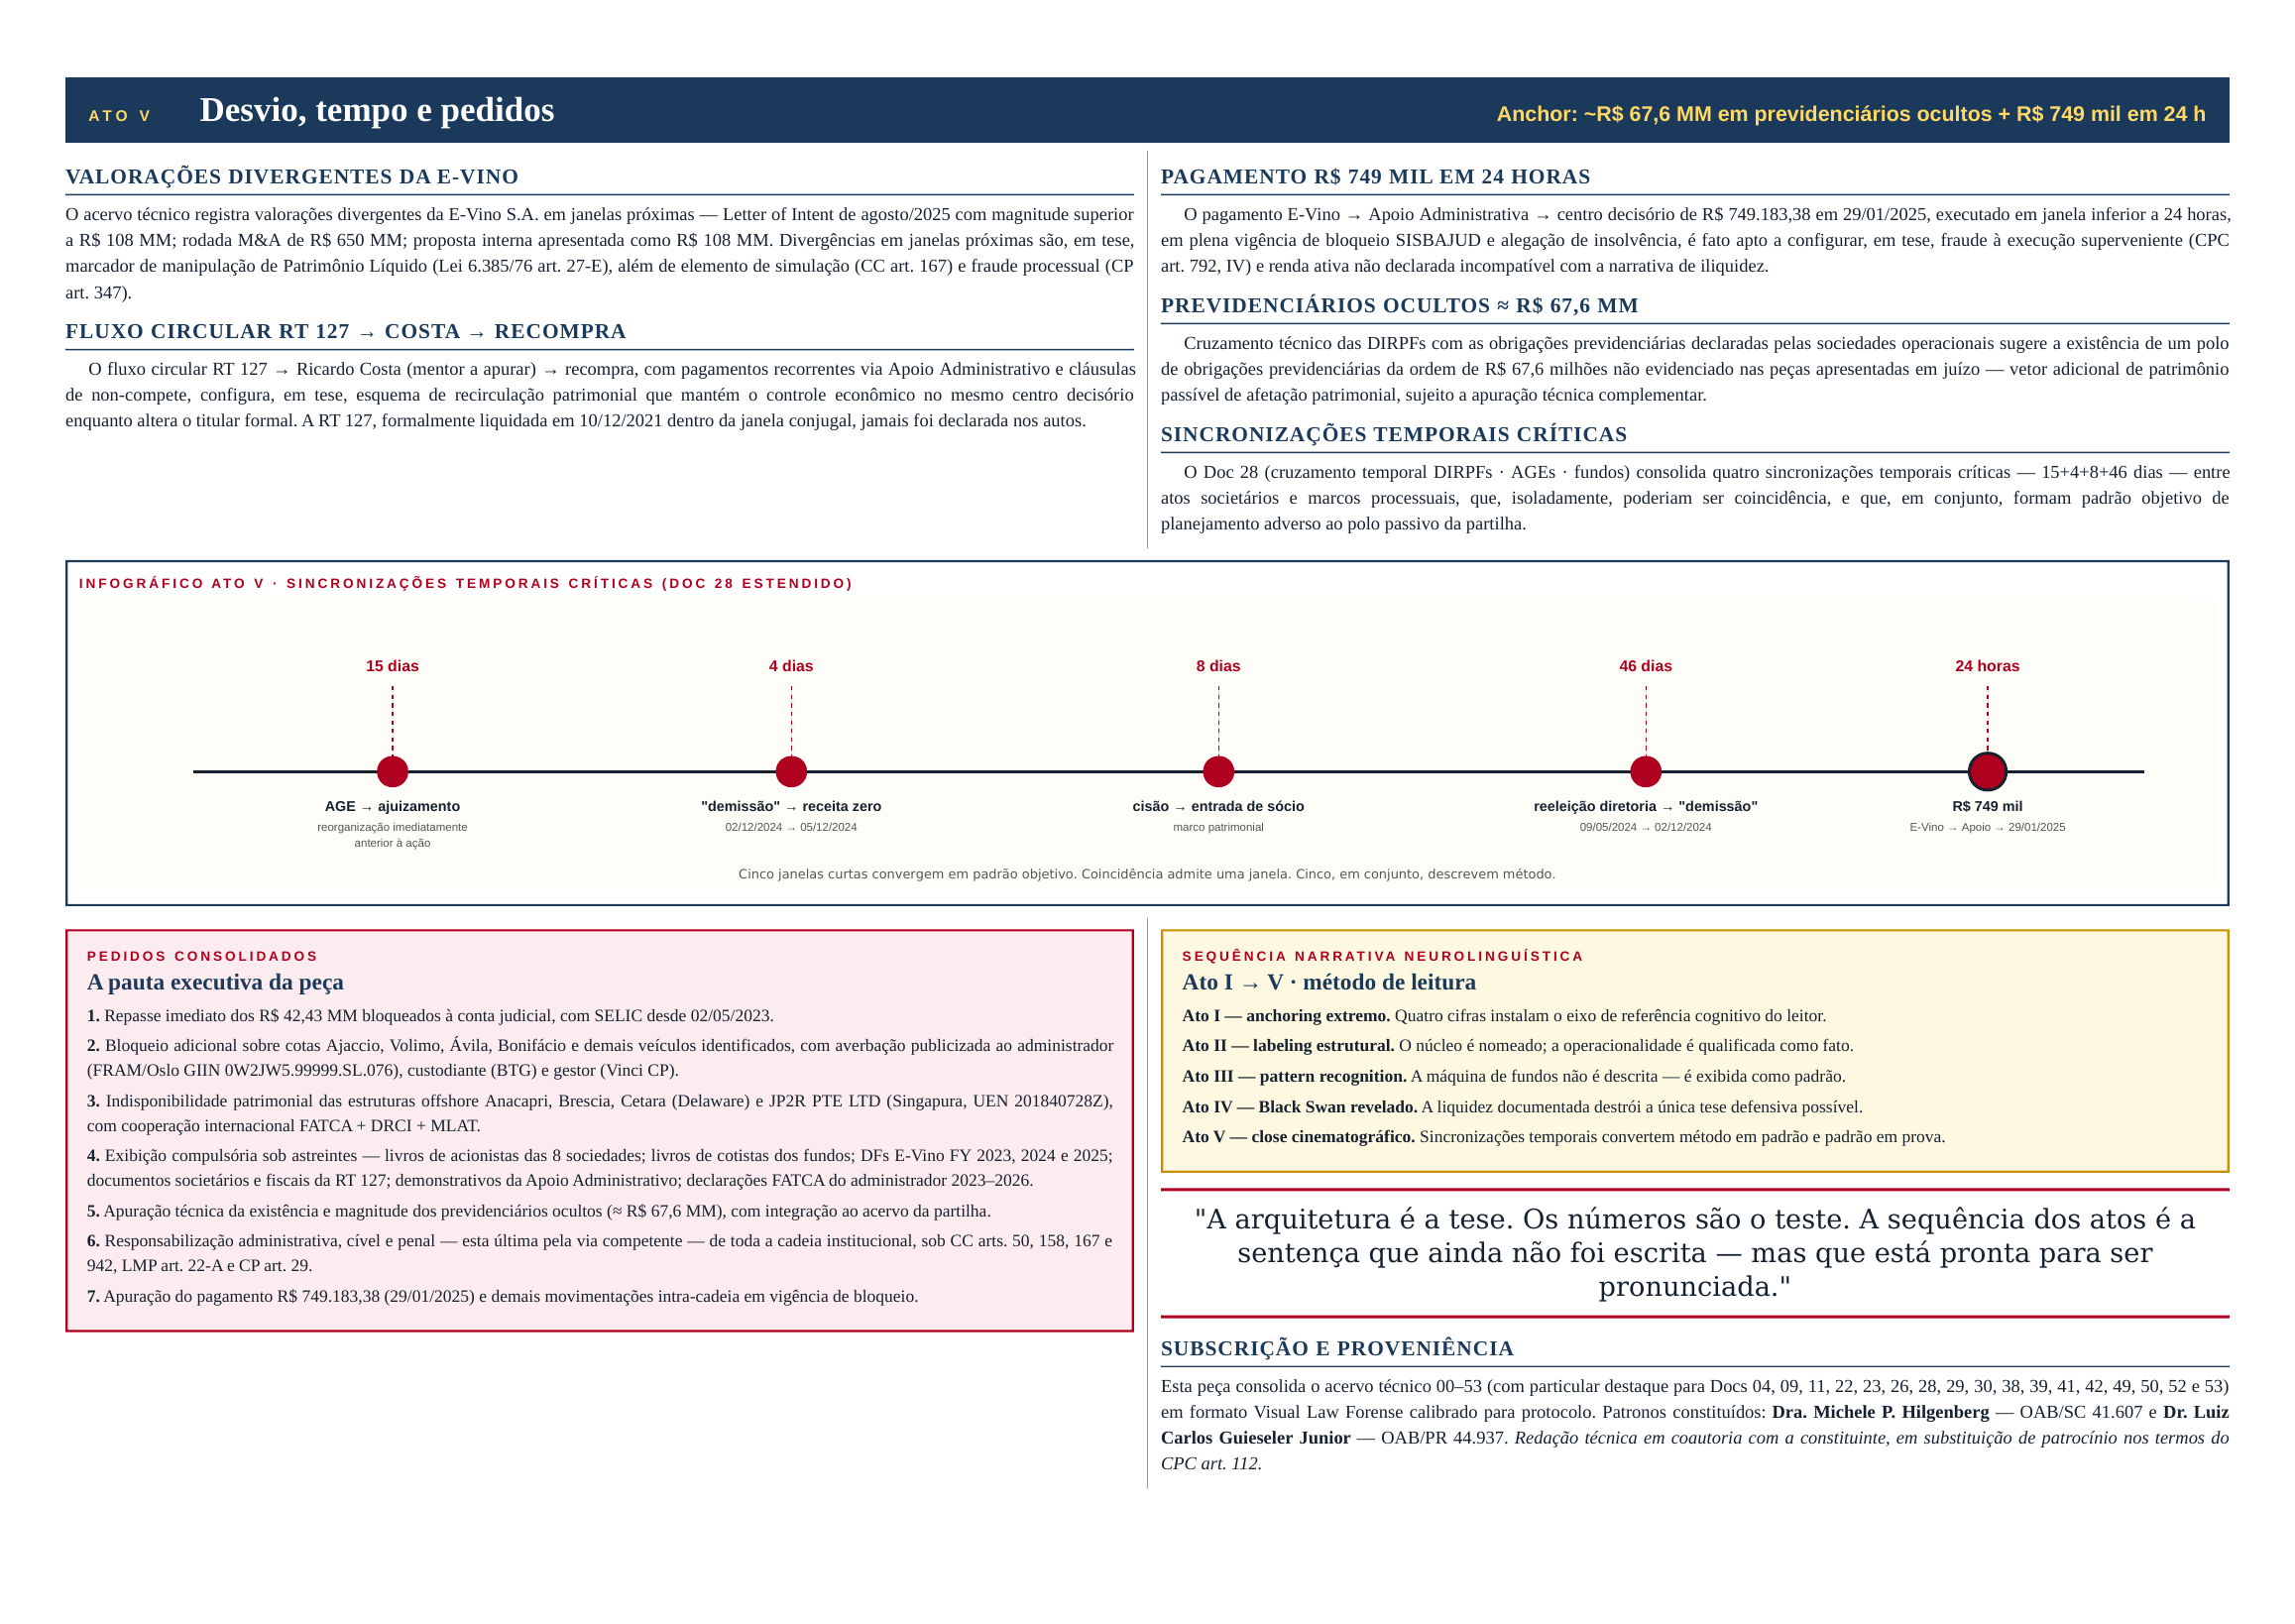 ATO V Desvio, tempo e pedidos Anchor: ~R$ 67,6 MM em previdenciários ocultos + R$ 749 mil em 24 h
VALORAÇÕES DIVERGENTES DA E-VINO
O acervo técnico registra valorações divergentes da E-Vino S.A. em janelas próximas — Letter of Intent de agosto/2025 com magnitude superior
a R$ 108 MM; rodada M&A de R$ 650 MM; proposta interna apresentada como R$ 108 MM. Divergências em janelas próximas são, em tese,
marcador de manipulação de Patrimônio Líquido (Lei 6.385/76 art. 27-E), além de elemento de simulação (CC art. 167) e fraude processual (CP
art. 347).
FLUXO CIRCULAR RT 127 → COSTA → RECOMPRA
O fluxo circular RT 127 → Ricardo Costa (mentor a apurar) → recompra, com pagamentos recorrentes via Apoio Administrativo e cláusulas
de non-compete, configura, em tese, esquema de recirculação patrimonial que mantém o controle econômico no mesmo centro decisório
enquanto altera o titular formal. A RT 127, formalmente liquidada em 10/12/2021 dentro da janela conjugal, jamais foi declarada nos autos.
PAGAMENTO R$ 749 MIL EM 24 HORAS
O pagamento E-Vino → Apoio Administrativa → centro decisório de R$ 749.183,38 em 29/01/2025, executado em janela inferior a 24 horas,
em plena vigência de bloqueio SISBAJUD e alegação de insolvência, é fato apto a configurar, em tese, fraude à execução superveniente (CPC
art. 792, IV) e renda ativa não declarada incompatível com a narrativa de iliquidez.
PREVIDENCIÁRIOS OCULTOS ≈ R$ 67,6 MM
Cruzamento técnico das DIRPFs com as obrigações previdenciárias declaradas pelas sociedades operacionais sugere a existência de um polo
de obrigações previdenciárias da ordem de R$ 67,6 milhões não evidenciado nas peças apresentadas em juízo — vetor adicional de patrimônio
passível de afetação patrimonial, sujeito a apuração técnica complementar.
SINCRONIZAÇÕES TEMPORAIS CRÍTICAS
O Doc 28 (cruzamento temporal DIRPFs · AGEs · fundos) consolida quatro sincronizações temporais críticas — 15+4+8+46 dias — entre
atos societários e marcos processuais, que, isoladamente, poderiam ser coincidência, e que, em conjunto, formam padrão objetivo de
planejamento adverso ao polo passivo da partilha.
INFOGRÁFICO ATO V · SINCRONIZAÇÕES TEMPORAIS CRÍTICAS (DOC 28 ESTENDIDO)
15 dias
AGE → ajuizamento
reorganização imediatamente
anterior à ação
4 dias
"demissão" → receita zero
02/12/2024 → 05/12/2024
8 dias
cisão → entrada de sócio
marco patrimonial
46 dias
reeleição diretoria → "demissão"
09/05/2024 → 02/12/2024
24 horas
R$ 749 mil
E-Vino → Apoio → 29/01/2025
Cinco janelas curtas convergem em padrão objetivo. Coincidência admite uma janela. Cinco, em conjunto, descrevem método.
PEDIDOS CONSOLIDADOS
A pauta executiva da peça
1. Repasse imediato dos R$ 42,43 MM bloqueados à conta judicial, com SELIC desde 02/05/2023.
2. Bloqueio adicional sobre cotas Ajaccio, Volimo, Ávila, Bonifácio e demais veículos identificados, com averbação publicizada ao administrador
(FRAM/Oslo GIIN 0W2JW5.99999.SL.076), custodiante (BTG) e gestor (Vinci CP).
3. Indisponibilidade patrimonial das estruturas offshore Anacapri, Brescia, Cetara (Delaware) e JP2R PTE LTD (Singapura, UEN 201840728Z),
com cooperação internacional FATCA + DRCI + MLAT.
4. Exibição compulsória sob astreintes — livros de acionistas das 8 sociedades; livros de cotistas dos fundos; DFs E-Vino FY 2023, 2024 e 2025;
documentos societários e fiscais da RT 127; demonstrativos da Apoio Administrativo; declarações FATCA do administrador 2023–2026.
5. Apuração técnica da existência e magnitude dos previdenciários ocultos (≈ R$ 67,6 MM), com integração ao acervo da partilha.
6. Responsabilização administrativa, cível e penal — esta última pela via competente — de toda a cadeia institucional, sob CC arts. 50, 158, 167 e
942, LMP art. 22-A e CP art. 29.
7. Apuração do pagamento R$ 749.183,38 (29/01/2025) e demais movimentações intra-cadeia em vigência de bloqueio.
SEQUÊNCIA NARRATIVA NEUROLINGUÍSTICA
Ato I → V · método de leitura
Ato I — anchoring extremo. Quatro cifras instalam o eixo de referência cognitivo do leitor.
Ato II — labeling estrutural. O núcleo é nomeado; a operacionalidade é qualificada como fato.
Ato III — pattern recognition. A máquina de fundos não é descrita — é exibida como padrão.
Ato IV — Black Swan revelado. A liquidez documentada destrói a única tese defensiva possível.
Ato V — close cinematográfico. Sincronizações temporais convertem método em padrão e padrão em prova.
"A arquitetura é a tese. Os números são o teste. A sequência dos atos é a
sentença que ainda não foi escrita — mas que está pronta para ser
pronunciada."
SUBSCRIÇÃO E PROVENIÊNCIA
Esta peça consolida o acervo técnico 00–53 (com particular destaque para Docs 04, 09, 11, 22, 23, 26, 28, 29, 30, 38, 39, 41, 42, 49, 50, 52 e 53)
em formato Visual Law Forense calibrado para protocolo. Patronos constituídos: Dra. Michele P. Hilgenberg — OAB/SC 41.607 e Dr. Luiz
Carlos Guieseler Junior — OAB/PR 44.937. Redação técnica em coautoria com a constituinte, em substituição de patrocínio nos termos do
CPC art. 112.